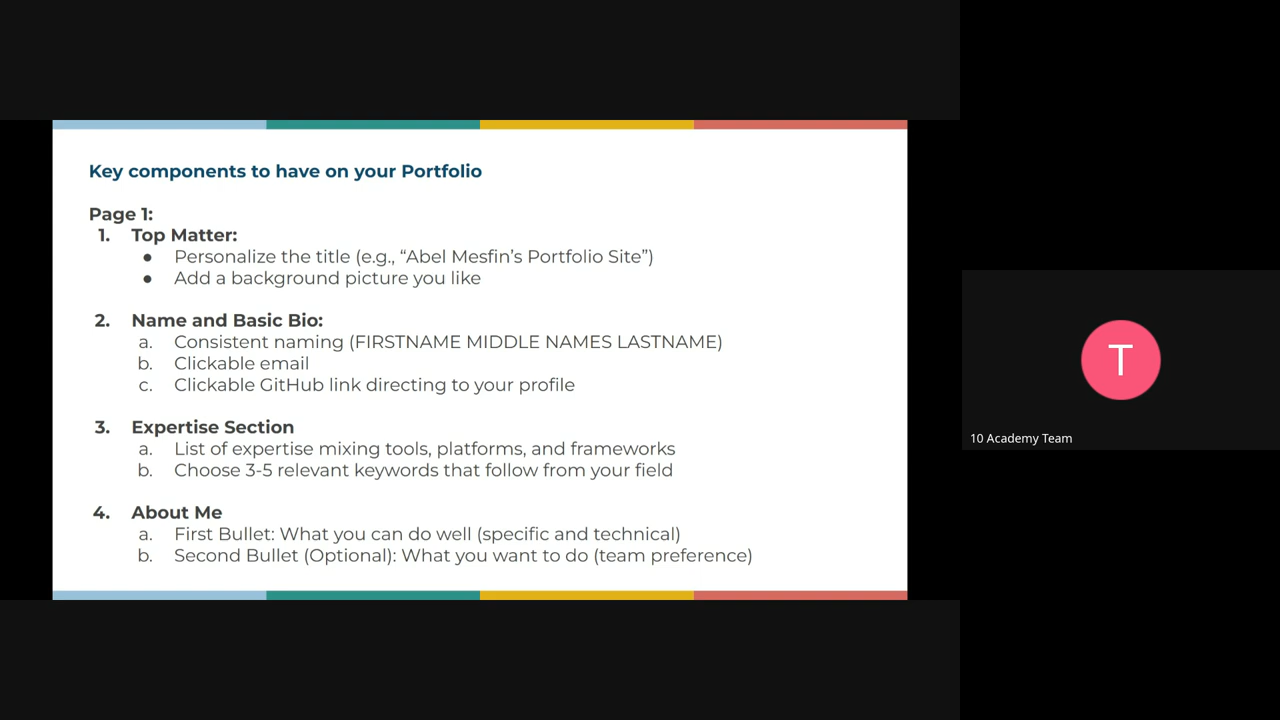 Key components to have on your Portfolio
Page 1:
1. Top Matter:
● Personalize the title (e.g., “Abel Mesfin’s Portfolio Site”)
● Add a background picture you like
2. Name and Basic Bio:
a. Consistent naming (FIRSTNAME MIDDLE NAMES LASTNAME)
b. Clickable email
c. Clickable GitHub link directing to your profile
3. Expertise Section
a. List of expertise mixing tools, platforms, and frameworks
b. Choose 3-5 relevant keywords that follow from your field
4. About Me
a. First Bullet: What you can do well (specific and technical)
b. Second Bullet (Optional): What you want to do (team preference)
T
10 Academy Team